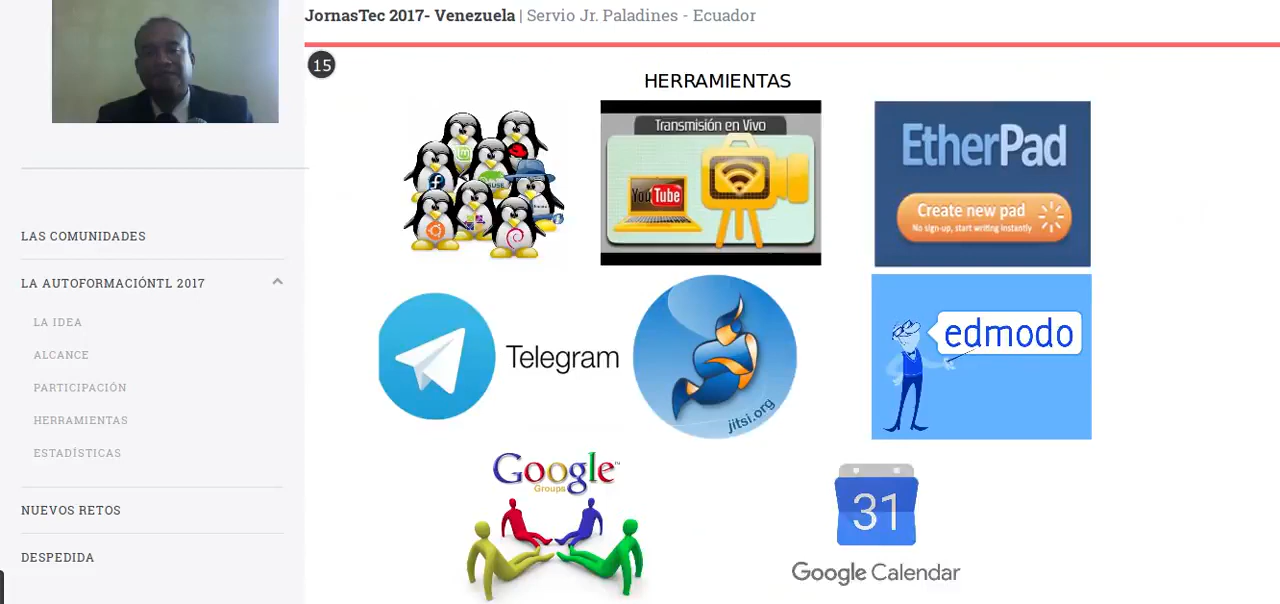 JornasTec 2017- Venezuela | Servio Jr. Paladines - Ecuador
15
HERRAMIENTAS
LAS COMUNIDADES
LA AUTOFORMACIÓNTL 2017
LA IDEA
ALCANCE
PARTICIPACIÓN
HERRAMIENTAS
ESTADÍSTICAS
NUEVOS RETOS
DESPEDIDA
Transmisión en Vivo
YouTube
EtherPad
Create new pad
No sign-up, start writing instantly
Telegram
jitsi.org
edmodo
Google™
Groups
31
Google Calendar